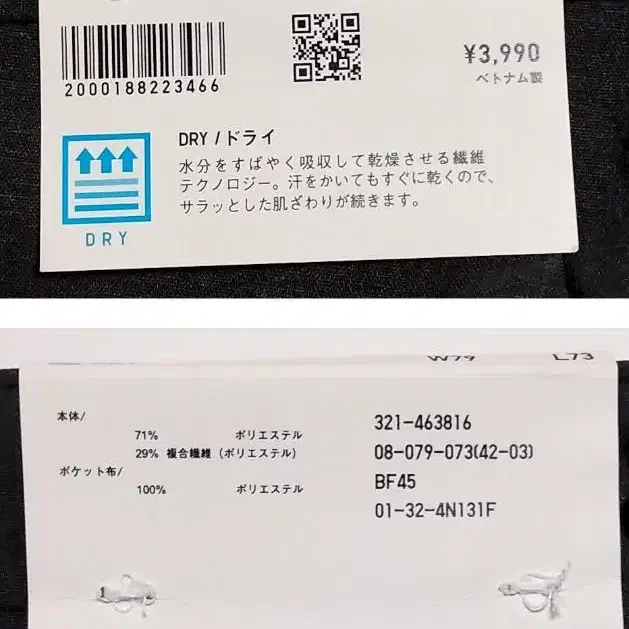 2000188223466
¥3,990
ベトナム製
DRY / ドライ
水分をすばやく吸収して乾燥させる繊維
テクノロジー。汗をかいてもすぐに乾くので、
サラッとした肌ざわりが続きます。
DRY
W79 L73
本体/
71% ポリエステル
29% 複合繊維(ポリエステル)
ポケット布/
100% ポリエステル
321-463816
08-079-073(42-03)
BF45
01-32-4N131F